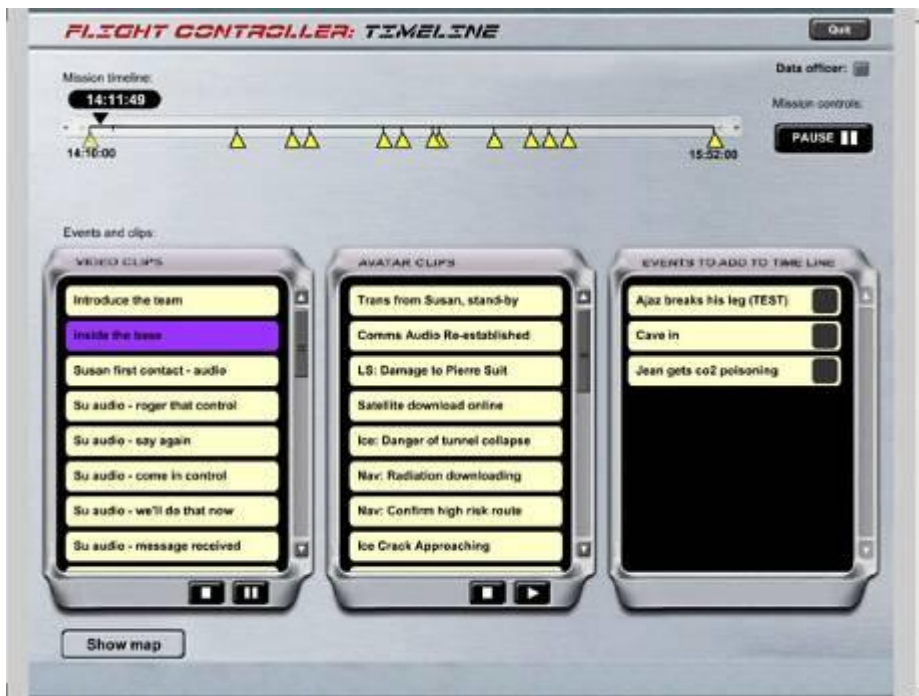 FLIGHT CONTROLLER: TIMELINE
Quit
Mission timeline:
Data officer:
14:11:49
Mission controls:
PAUSE
14:10:00
15:52:00
Events and clips:
VIDEO CLIPS
Introduce the team
Inside the base
Susan first contact - audio
Su audio - roger that control
Su audio - say again
Su audio - come in control
Su audio - we'll do that now
Su audio - message received
AVATAR CLIPS
Trans from Susan, stand-by
Comms Audio Re-established
LS: Damage to Pierre Suit
Satellite download online
Ice: Danger of tunnel collapse
Nav: Radiation downloading
Nav: Confirm high risk route
Ice Crack Approaching
EVENTS TO ADD TO TIME LINE
Ajaz breaks his leg (TEST)
Cave in
Jean gets co2 poisoning
Show map